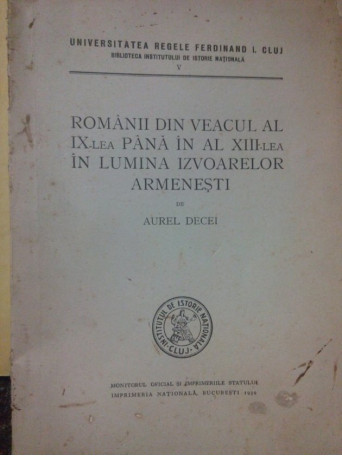 UNIVERSITATEA REGELE FERDINAND I, CLUJ
BIBLIOTECA INSTITUTULUI DE ISTORIE NAȚIONALĂ
V
ROMÂNII DIN VEACUL AL
IX-LEA PÂNĂ ÎN AL XIII-LEA
ÎN LUMINA IZVOARELOR
ARMENEȘTI
DE
AUREL DECEI
INSTITUTUL DE ISTORIE NAȚIONALĂ
CLUJ
MONITORUL OFICIAL ȘI IMPRIMERIILE STATULUI
IMPRIMERIA NAȚIONALĂ, BUCUREȘTI